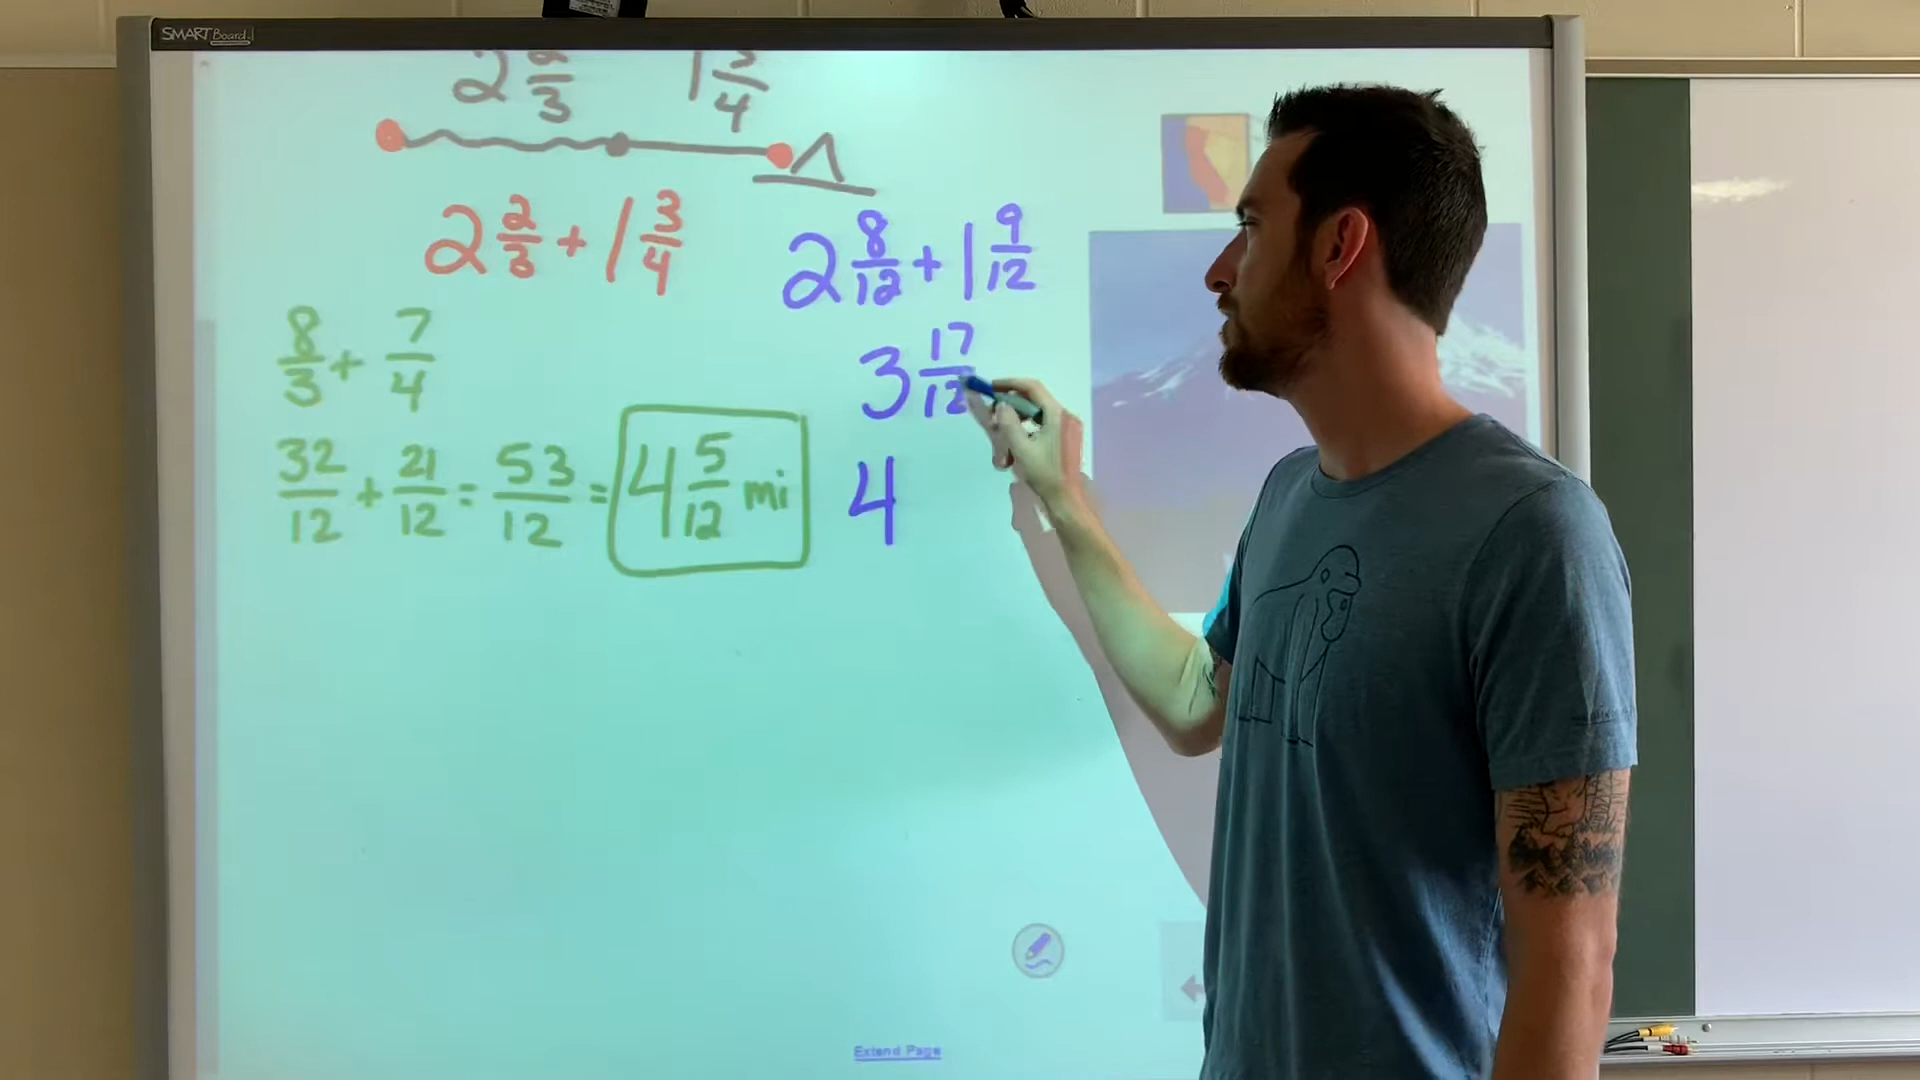 SMART Board
2 2/3 1 3/4
2 2/3 + 1 3/4
2 8/12 + 1 9/12
8/3 + 7/4
3 17/12
32/12 + 21/12 = 53/12 = 4 5/12 mi
4
Extend Page